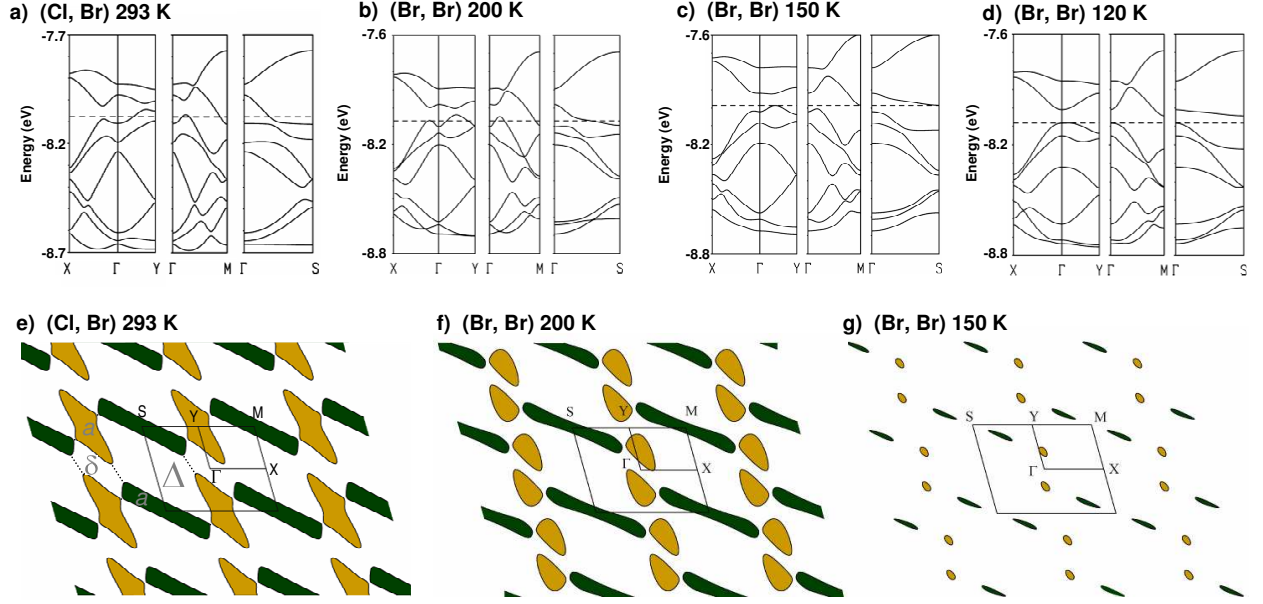 a) (Cl, Br) 293 K
b) (Br, Br) 200 K
c) (Br, Br) 150 K
d) (Br, Br) 120 K
-7.7
-8.2
-8.7
Energy (eV)
X Γ Y Γ M Γ S
-7.6
-8.2
-8.8
Energy (eV)
X Γ Y Γ M Γ S
-7.6
-8.2
-8.8
Energy (eV)
X Γ Y Γ M Γ S
-7.6
-8.2
-8.8
Energy (eV)
X Γ Y Γ M Γ S
e) (Cl, Br) 293 K
f) (Br, Br) 200 K
g) (Br, Br) 150 K
S Y M
a
δ Δ Γ X
a
S Y M
Γ X
S Y M
Γ X